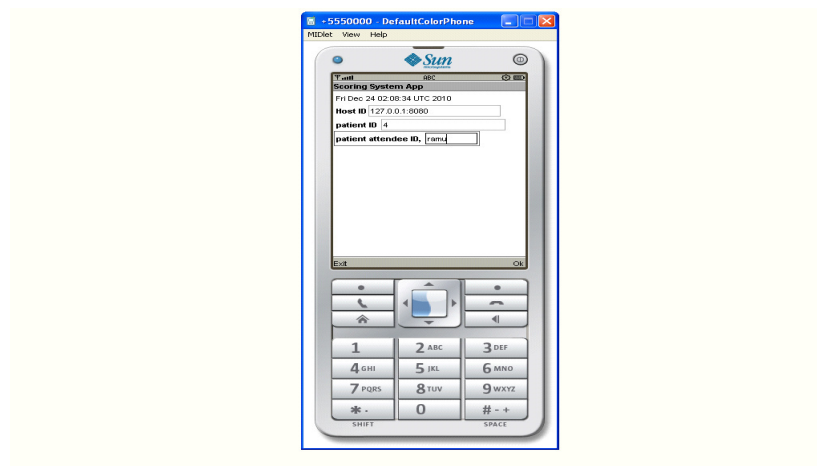 +5550000 - DefaultColorPhone
MIDlet View Help
Sun
ABC
Scoring System App
Fri Dec 24 02:08:34 UTC 2010
Host ID 127.0.0.1:8080
patient ID 4
patient attendee ID, ramu
Exit Ok
1 2 ABC 3 DEF
4 GHI 5 JKL 6 MNO
7 PQRS 8 TUV 9 WXYZ
* . 0 # - +
SHIFT SPACE